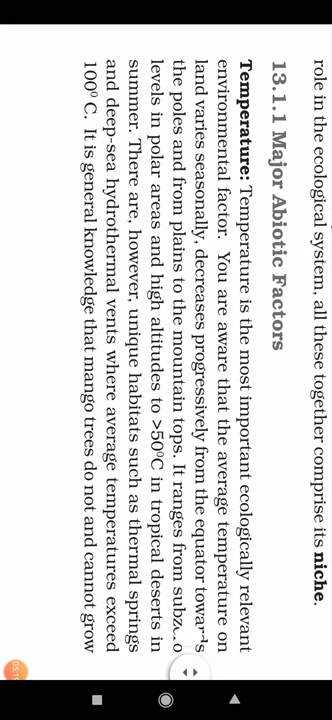 role in the ecological system, all these together comprise its niche.
13.1.1 Major Abiotic Factors
Temperature: Temperature is the most important ecologically relevant
environmental factor. You are aware that the average temperature on
land varies seasonally, decreases progressively from the equator towards
the poles and from plains to the mountain tops. It ranges from subzero
levels in polar areas and high altitudes to >50⁰C in tropical deserts in
summer. There are, however, unique habitats such as thermal springs
and deep-sea hydrothermal vents where average temperatures exceed
100⁰ C. It is general knowledge that mango trees do not and cannot grow